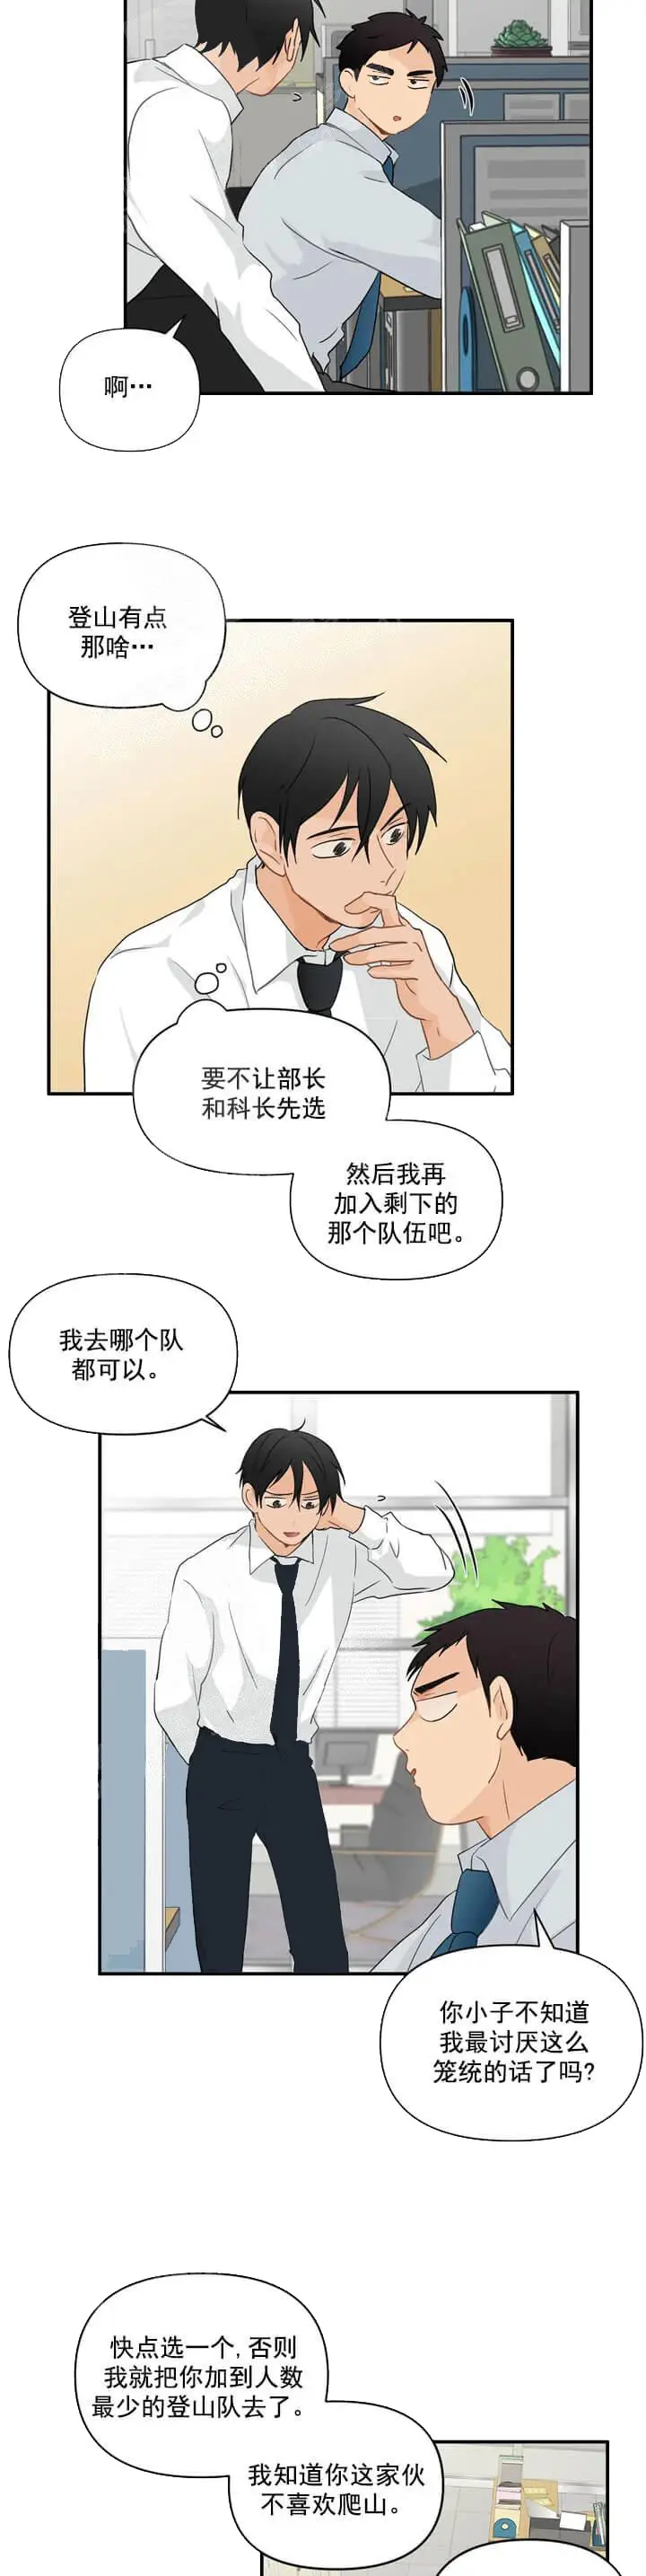 啊…
登山有点
那啥…
要不让部长
和科长先选
然后我再
加入剩下的
那个队伍吧。
我去哪个队
都可以。
你小子不知道
我最讨厌这么
笼统的话了吗?
快点选一个,否则
我就把你加到人数
最少的登山队去了。
我知道你这家伙
不喜欢爬山。